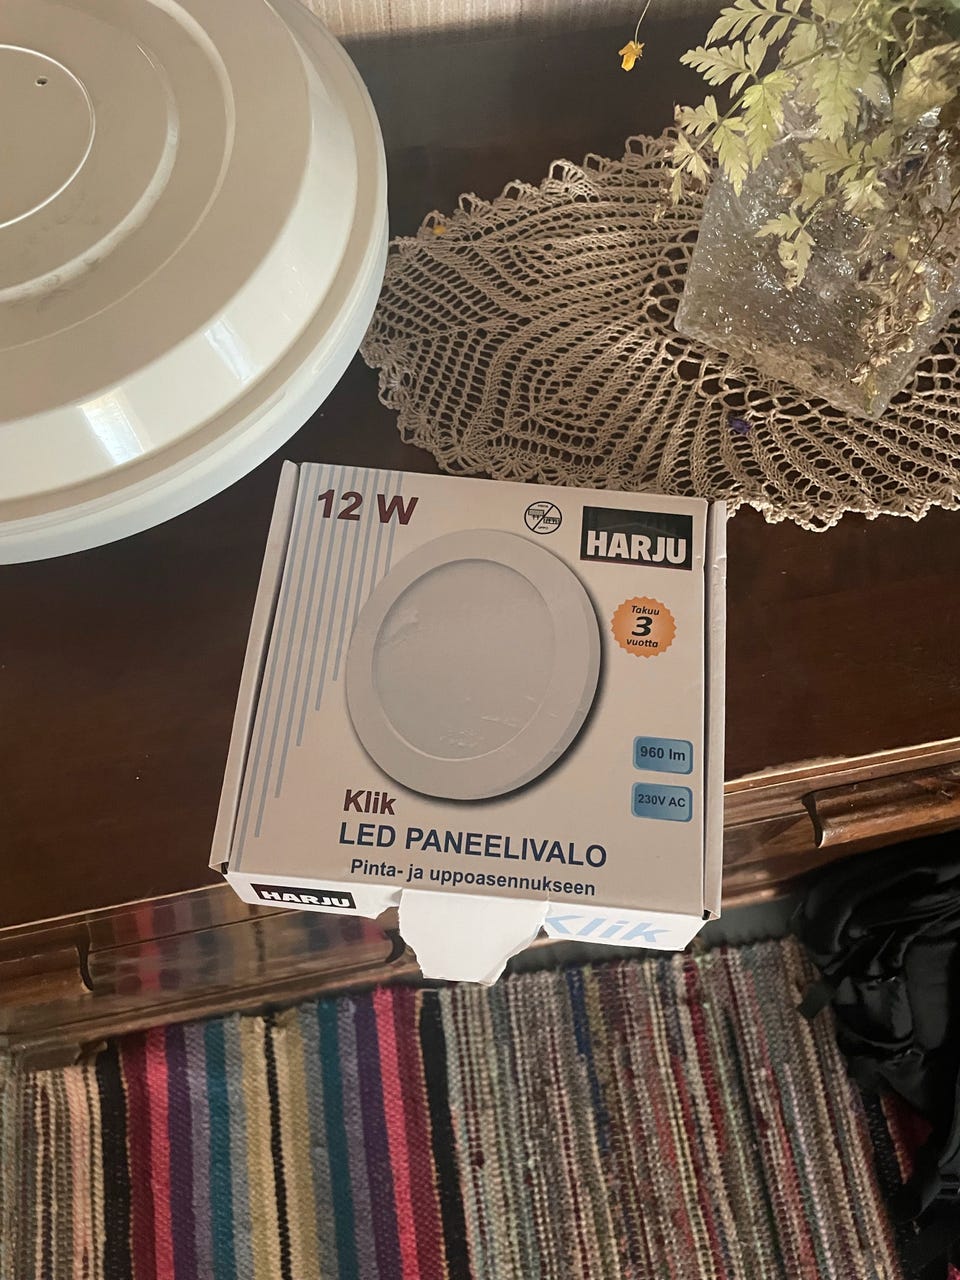 12 W
HARJU
Takuu
3
vuotta
960 lm
230V AC
Klik
LED PANEELIVALO
Pinta- ja uppoasennukseen
HARJU
Klik